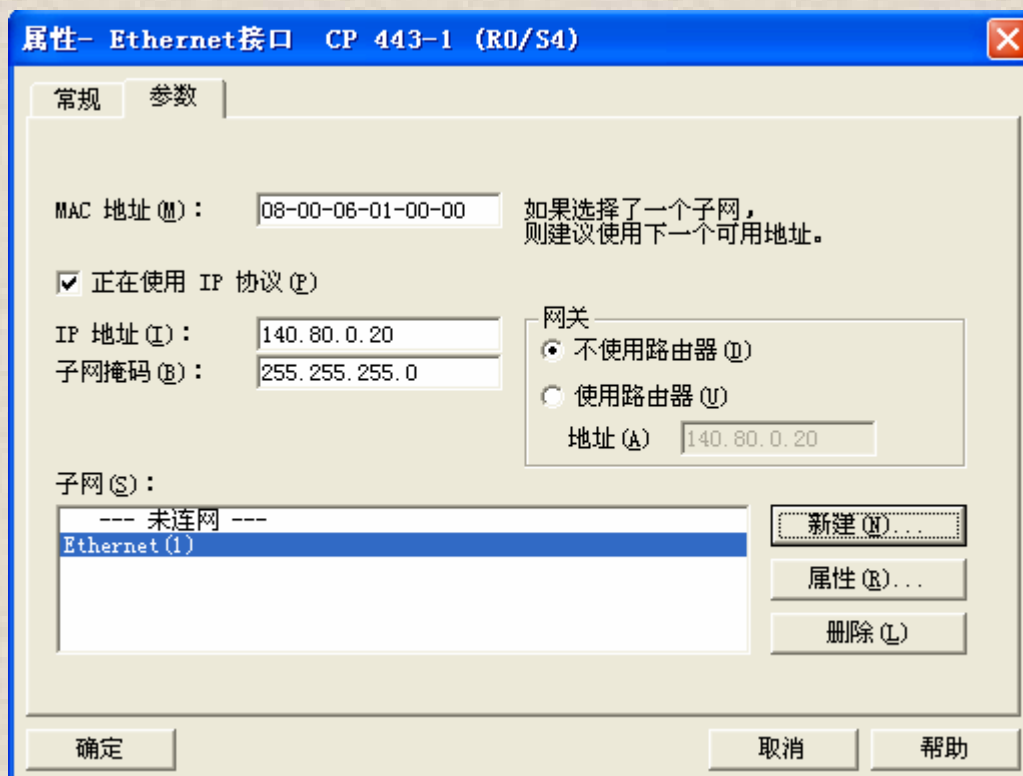 属性- Ethernet接口 CP 443-1 (R0/S4)
常规 参数
MAC 地址(M)： 08-00-06-01-00-00
如果选择了一个子网，
则建议使用下一个可用地址。
正在使用 IP 协议(P)
IP 地址(I)： 140.80.0.20
子网掩码(B)： 255.255.255.0
网关
不使用路由器(D)
使用路由器(U)
地址(A) 140.80.0.20
子网(S)：
--- 未连网 ---
Ethernet(1)
新建(N)...
属性(R)...
删除(L)
确定 取消 帮助